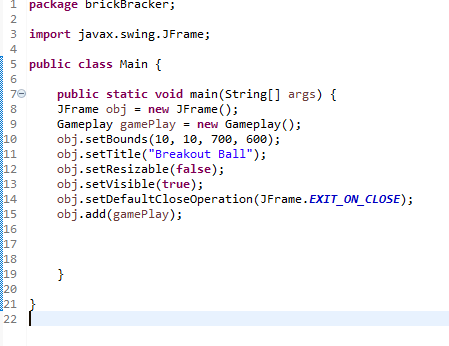 1 package brickBracker;
2
3 import javax.swing.JFrame;
4
5 public class Main {
6
7 public static void main(String[] args) {
8 JFrame obj = new JFrame();
9 Gameplay gamePlay = new Gameplay();
10 obj.setBounds(10, 10, 700, 600);
11 obj.setTitle("Breakout Ball");
12 obj.setResizable(false);
13 obj.setVisible(true);
14 obj.setDefaultCloseOperation(JFrame.EXIT_ON_CLOSE);
15 obj.add(gamePlay);
16
17
18
19 }
20
21 }
22